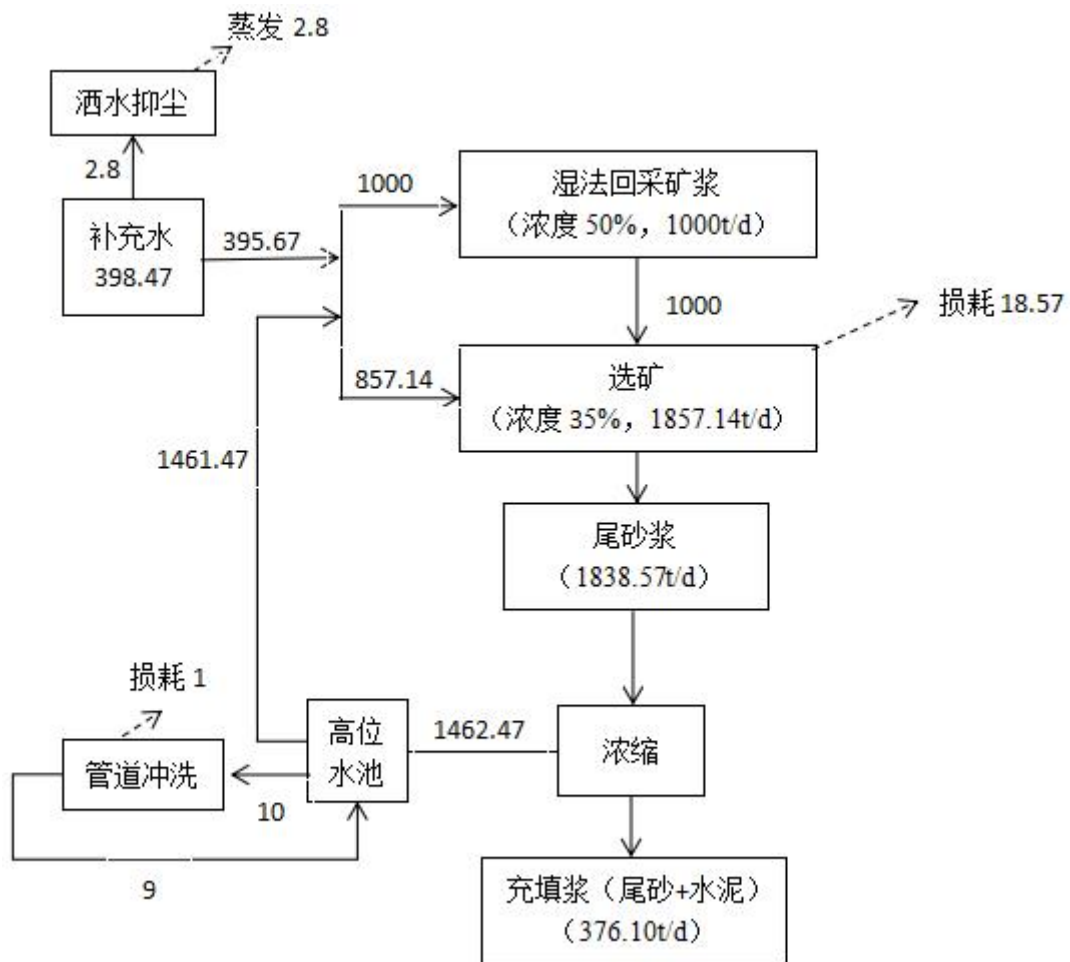 蒸发 2.8
洒水抑尘
2.8
补充水
398.47
395.67
1000
湿法回采矿浆
（浓度 50%，1000t/d）
1000
损耗 18.57
857.14
选矿
（浓度 35%，1857.14t/d）
1461.47
尾砂浆
（1838.57t/d）
损耗 1
管道冲洗
10
9
高位
水池
1462.47
浓缩
充填浆（尾砂+水泥）
（376.10t/d）